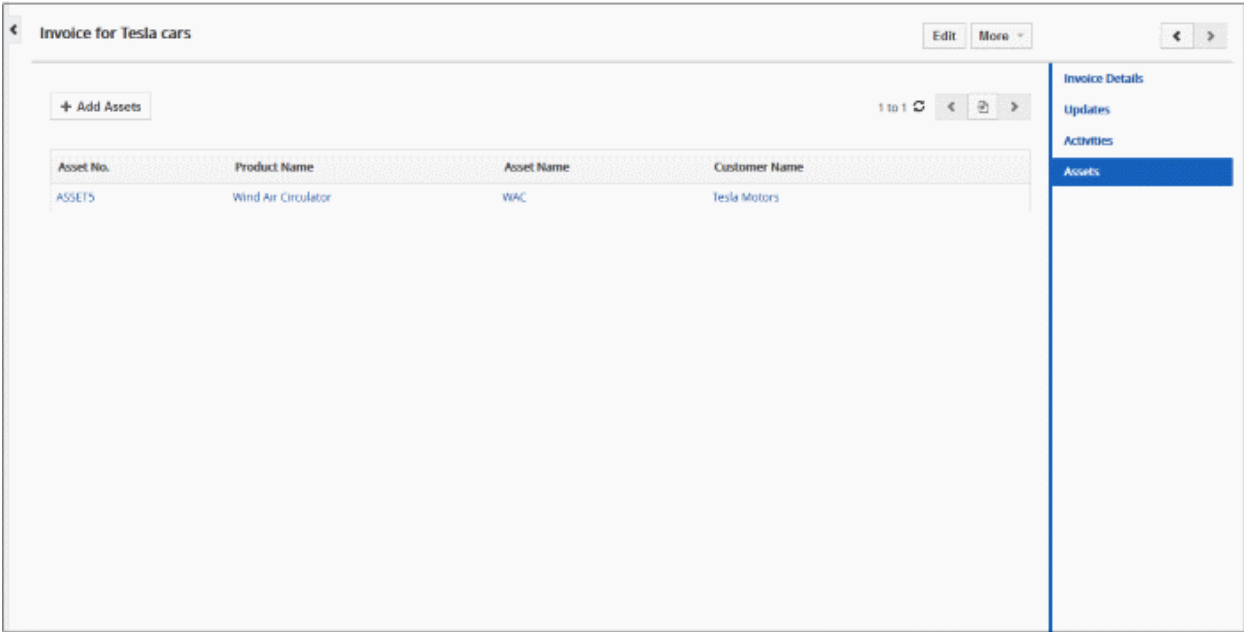 Invoice for Tesla cars
Edit
More
Invoice Details
+ Add Assets
1 to 1
Updates
Activities
Asset No. Product Name Asset Name Customer Name
Assets
ASSET5 Wind Air Circulator WAC Tesla Motors